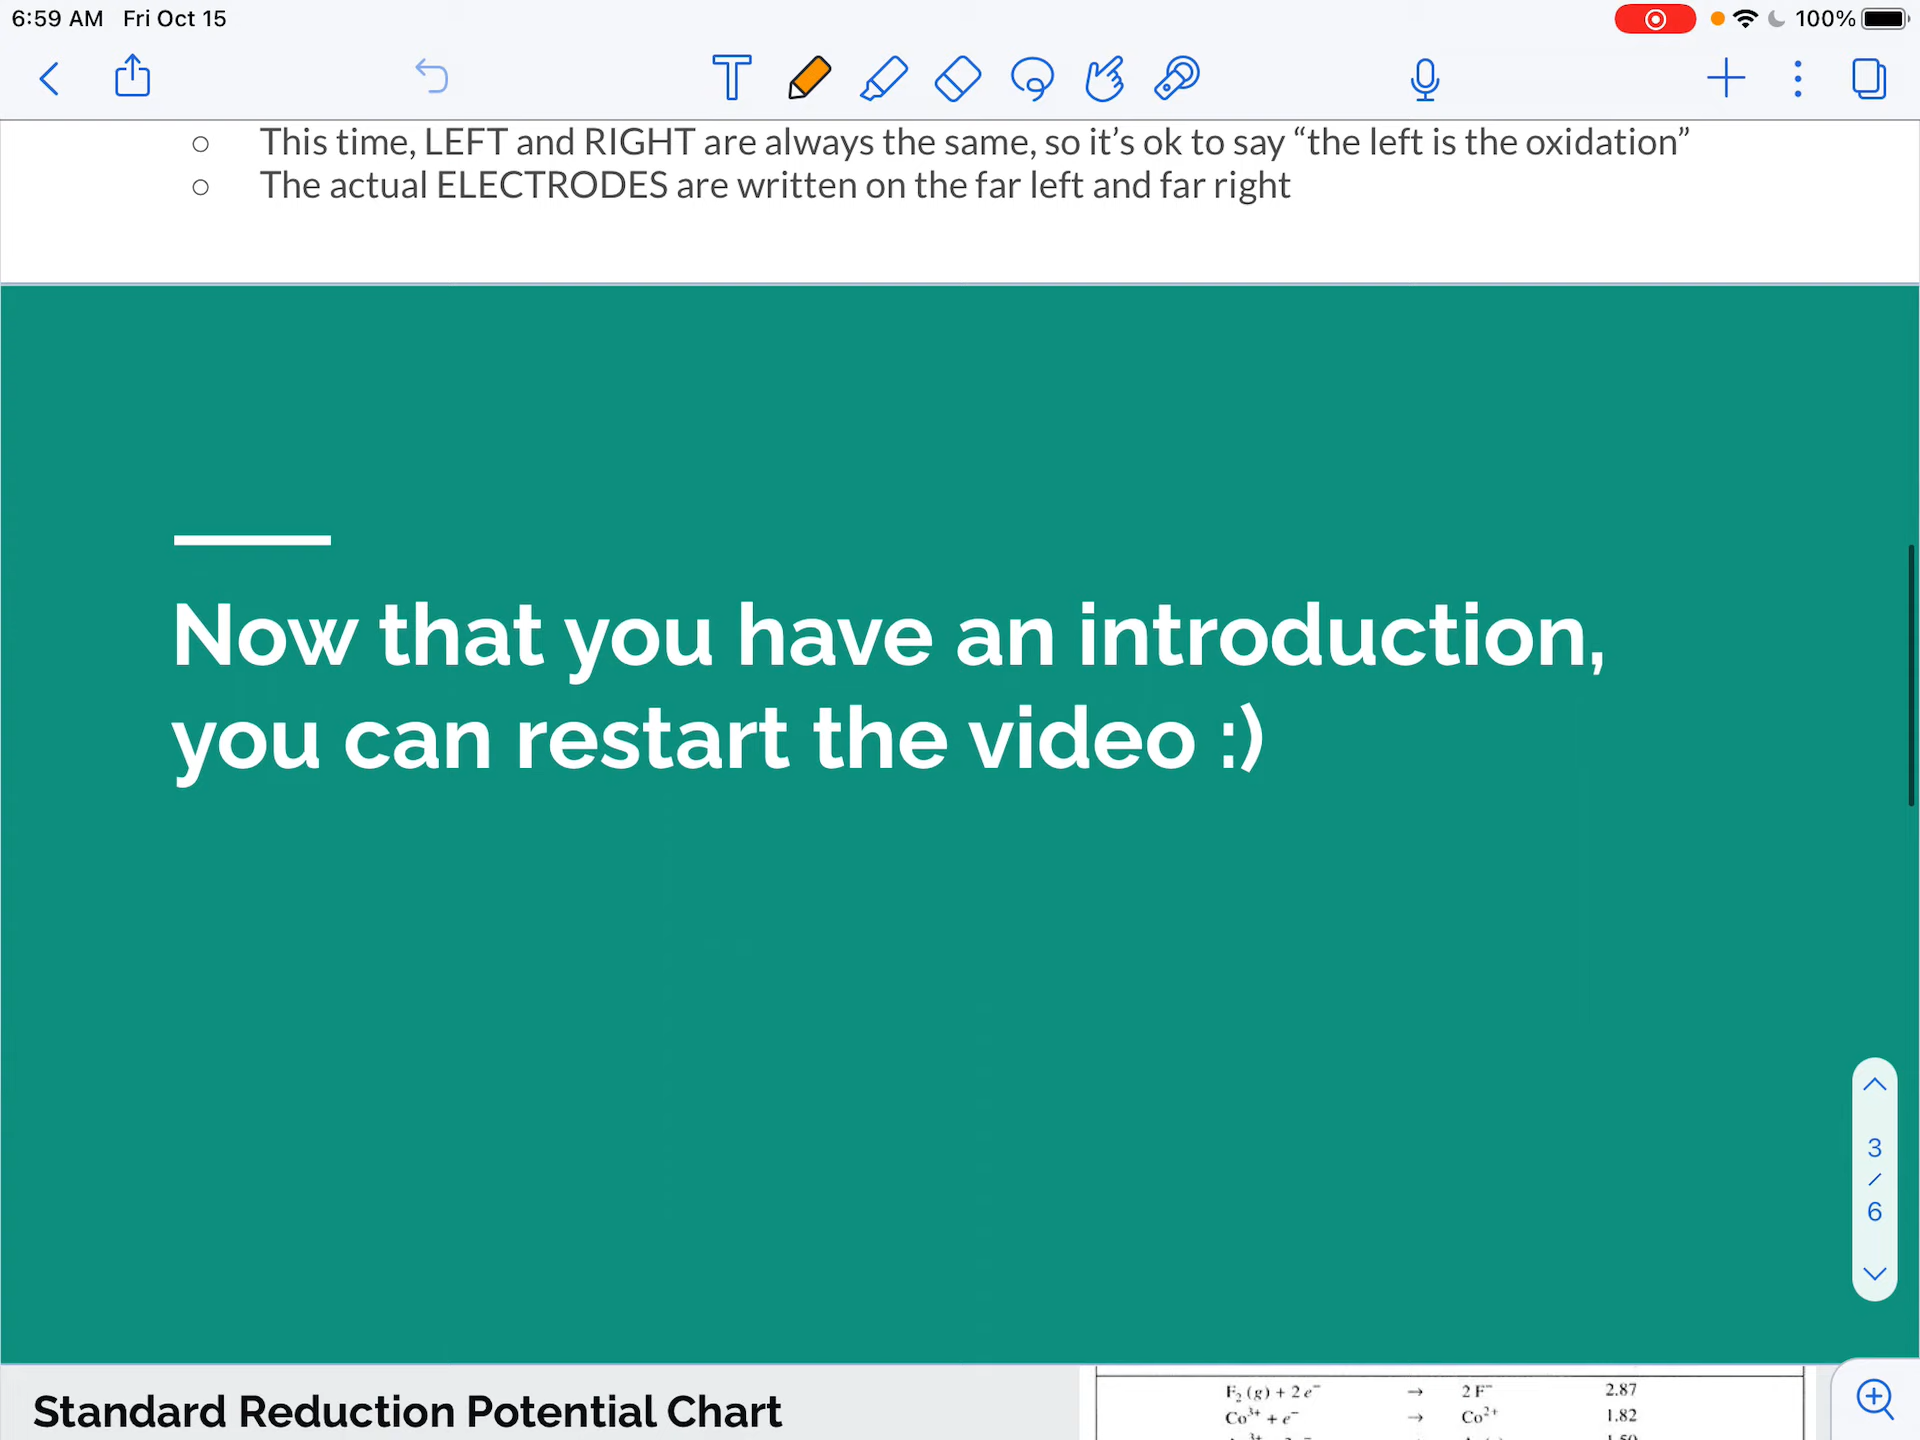 6:59 AM Fri Oct 15
100%
This time, LEFT and RIGHT are always the same, so it’s ok to say “the left is the oxidation”
The actual ELECTRODES are written on the far left and far right
Now that you have an introduction,
you can restart the video :)
3
/
6
Standard Reduction Potential Chart
F₂ (g) + 2 e⁻ → 2 F⁻ 2.87
Co³⁺ + e⁻ → Co²⁺ 1.82